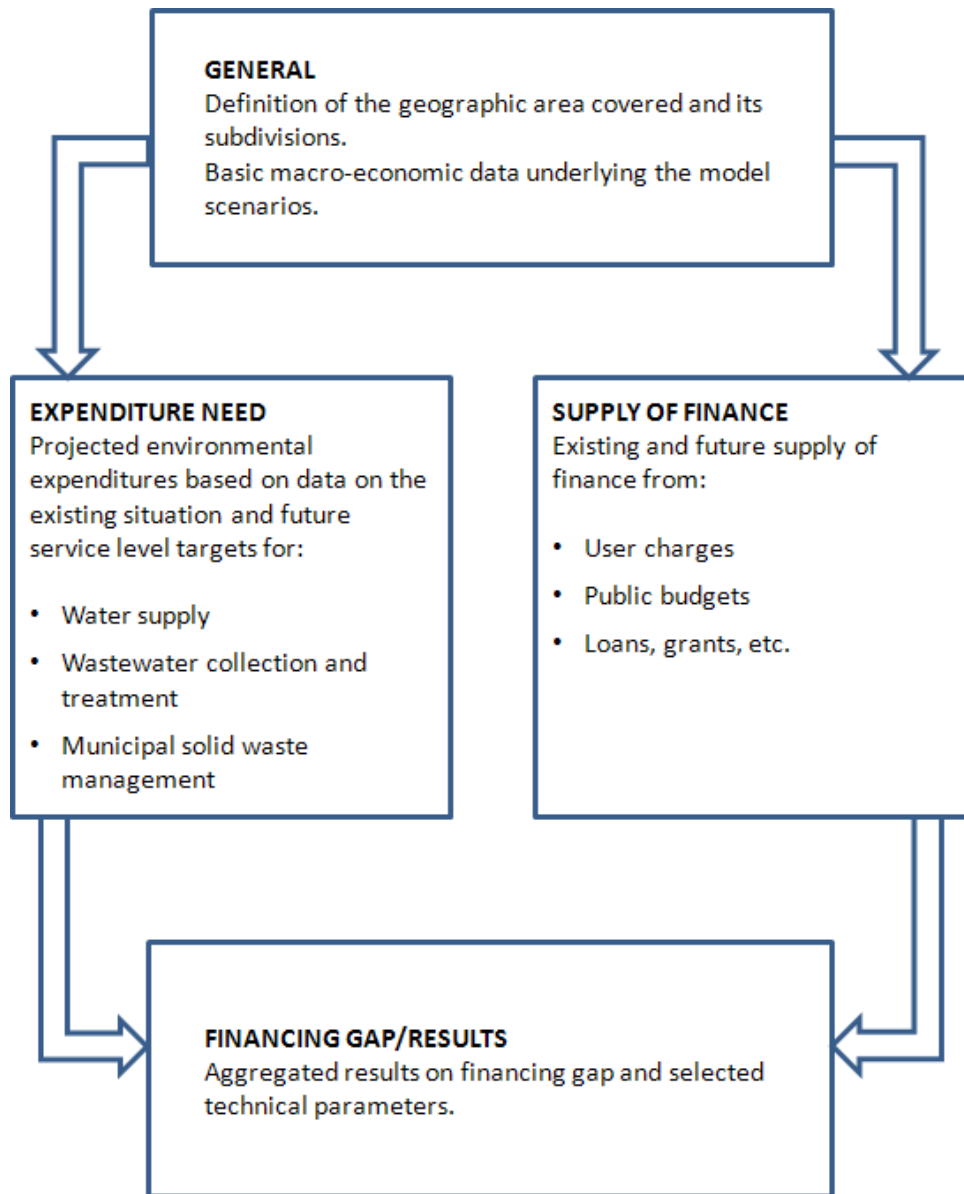 GENERAL
Definition of the geographic area covered and its
subdivisions.
Basic macro-economic data underlying the model
scenarios.
EXPENDITURE NEED
Projected environmental
expenditures based on data on the
existing situation and future
service level targets for:
• Water supply
• Wastewater collection and
treatment
• Municipal solid waste
management
SUPPLY OF FINANCE
Existing and future supply of
finance from:
• User charges
• Public budgets
• Loans, grants, etc.
FINANCING GAP/RESULTS
Aggregated results on financing gap and selected
technical parameters.